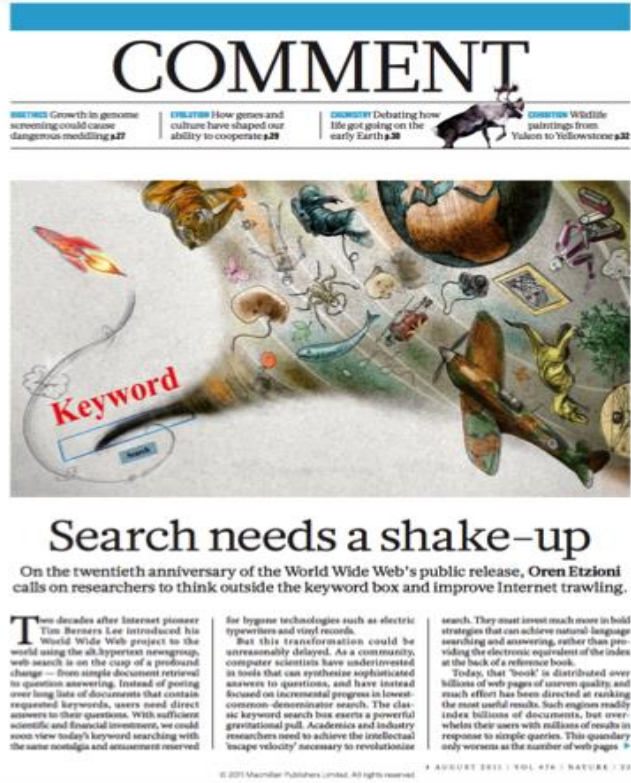 COMMENT
BIOETHICS Growth in genome
screening could cause
dangerous meddling p.27
EVOLUTION How genes and
culture have shaped our
ability to cooperate p.29
CHEMISTRY Debating how
life got going on the
early Earth p.30
EXHIBITION Wildlife
paintings from
Yukon to Yellowstone p.32
Keyword
Search
Search needs a shake-up
On the twentieth anniversary of the World Wide Web's public release, Oren Etzioni
calls on researchers to think outside the keyword box and improve Internet trawling.
Two decades after Internet pioneer
Tim Berners Lee introduced his
World Wide Web project to the
world using the alt.hypertext newsgroup,
web search is on the cusp of a profound
change — from simple document retrieval
to question answering. Instead of poring
over long lists of documents that contain
requested keywords, users need direct
answers to their questions. With sufficient
scientific and financial investment, we could
soon view today's keyword searching with
the same nostalgia and amusement reserved
for bygone technologies such as electric
typewriters and vinyl records.
But this transformation could be
unreasonably delayed. As a community,
computer scientists have underinvested
in tools that can synthesize sophisticated
answers to questions, and have instead
focused on incremental progress in lowest-
common-denominator search. The clas-
sic keyword search box exerts a powerful
gravitational pull. Academics and industry
researchers need to achieve the intellectual
'escape velocity' necessary to revolutionize
search. They must invest much more in bold
strategies that can achieve natural-language
searching and answering, rather than pro-
viding the electronic equivalent of the index
at the back of a reference book.
Today, that 'book' is distributed over
billions of web pages of uneven quality, and
much effort has been directed at ranking
the most useful results. Such engines readily
index billions of documents, but over-
whelm their users with millions of results in
response to simple queries. This quandary
only worsens as the number of web pages
4 AUGUST 2011 | VOL 476 | NATURE |
© 2011 Macmillan Publishers Limited. All rights reserved